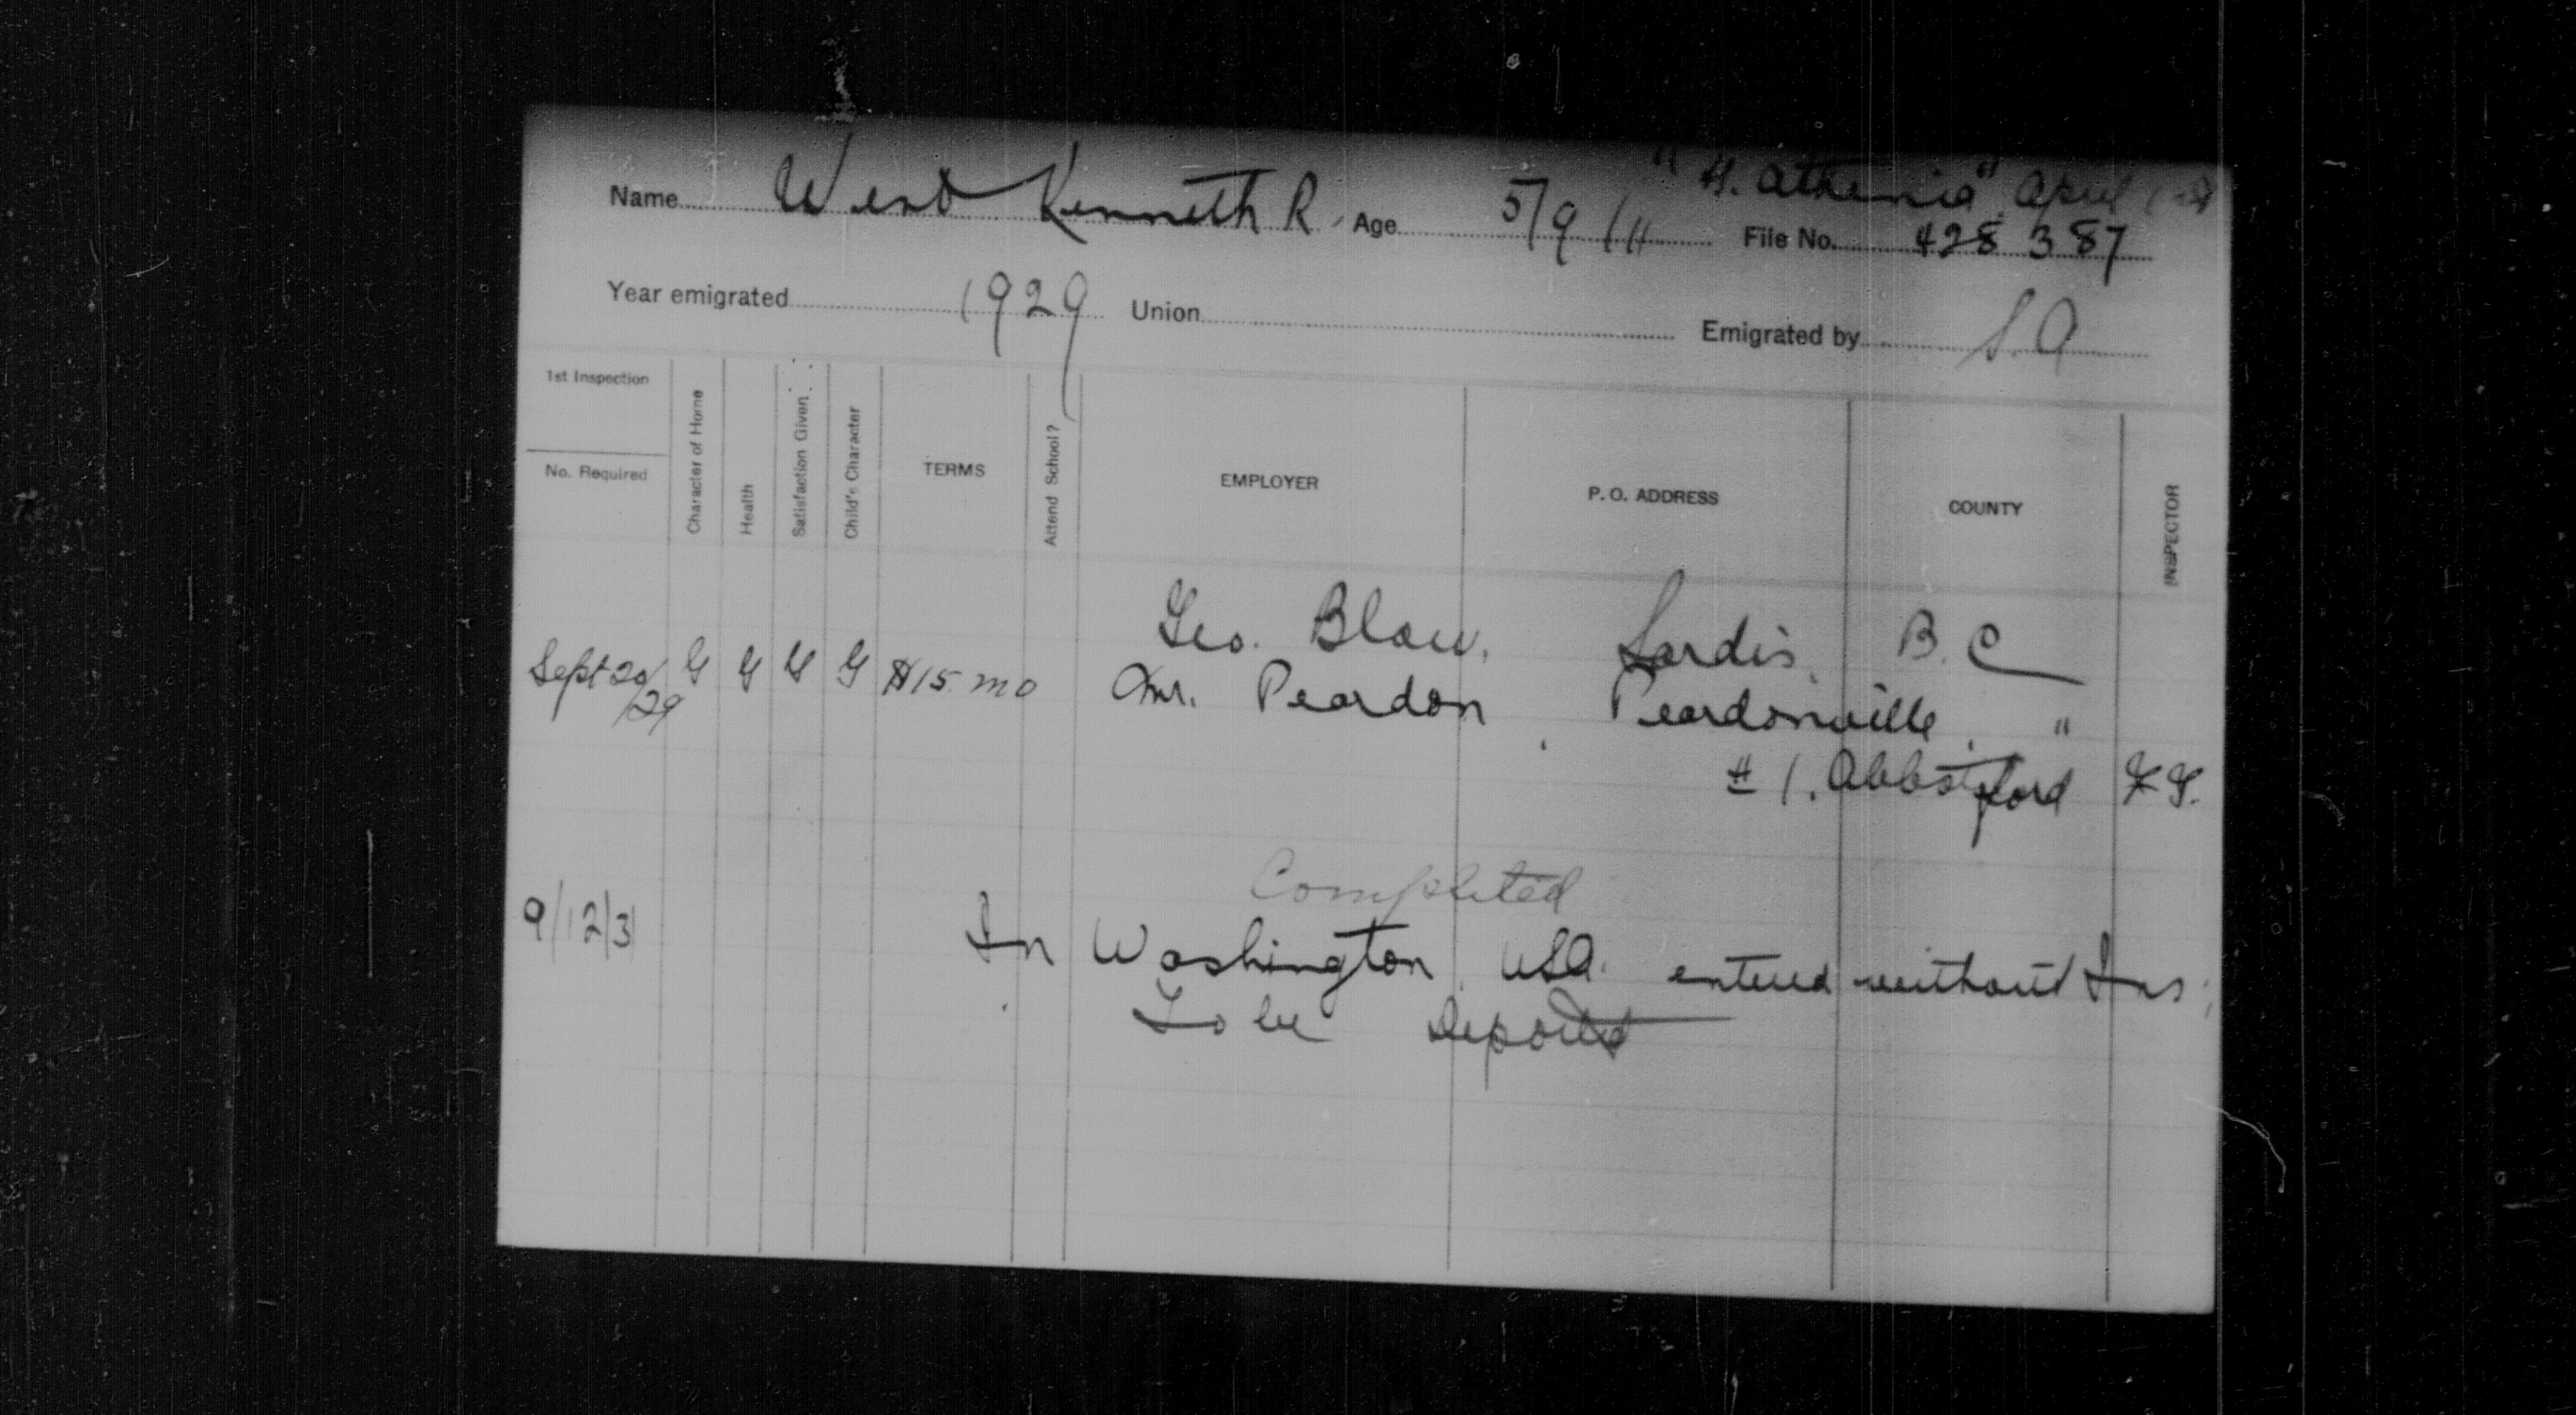 "H. Athenia" April
Name West Kenneth R. Age 5/9/11 File No. 428 387
Year emigrated 1929 Union Emigrated by S.A
1st Inspection
No. Required
Character of Home
Health
Satisfaction Given
Child's Character
TERMS
Attend School?
EMPLOYER
P. O. ADDRESS
COUNTY
INSPECTOR
Geo. Blow, Sardis, B.C
Sept 20/29 G G G G $15 mo Mr. Peardon Peardonville, "
# 1. Abbotsford
Completed
9/12/31 In Washington, USA. entered without Ins;
To be Deported